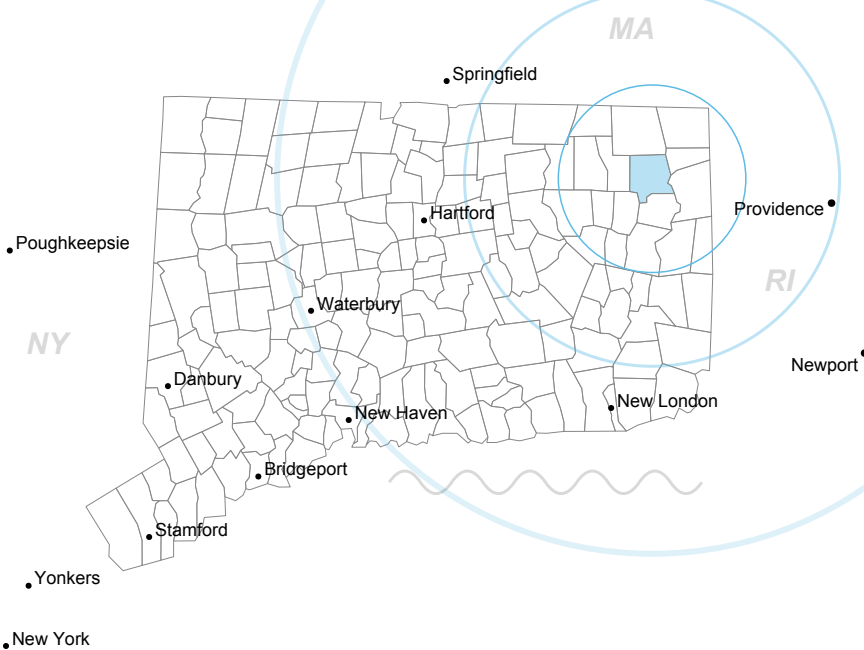 MA
Springfield
Providence
Hartford
Poughkeepsie
RI
Waterbury
NY
Newport
Danbury
New London
New Haven
Bridgeport
Stamford
Yonkers
New York